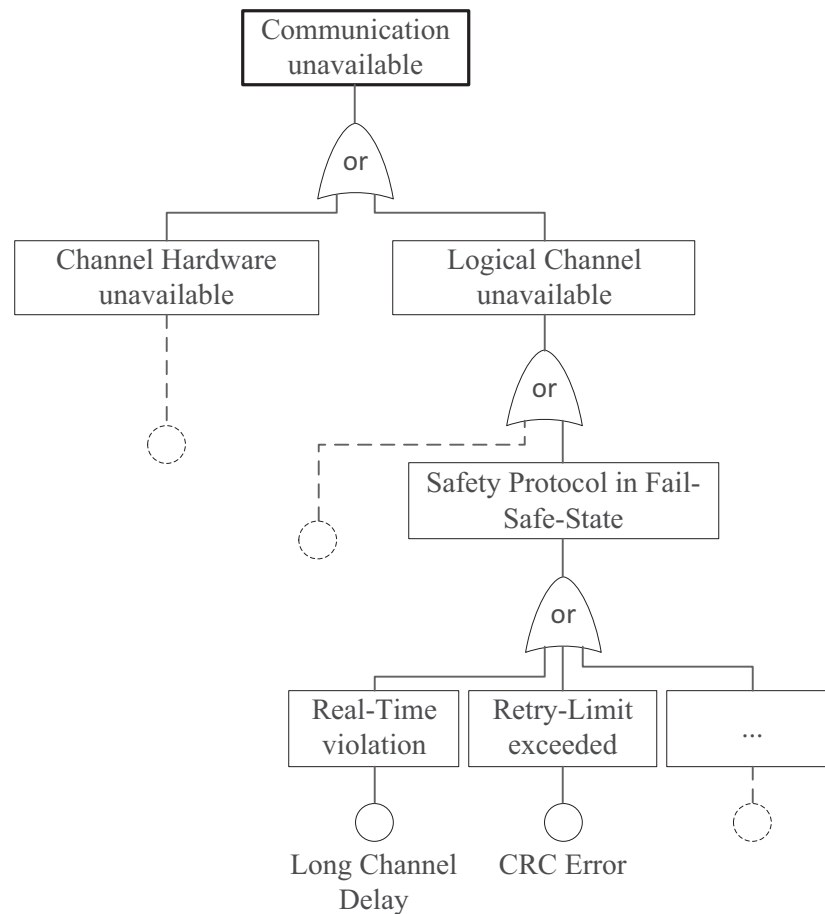 Communication
unavailable
or
Channel Hardware
unavailable
Logical Channel
unavailable
or
Safety Protocol in Fail-
Safe-State
or
Real-Time
violation
Retry-Limit
exceeded
...
Long Channel
Delay
CRC Error